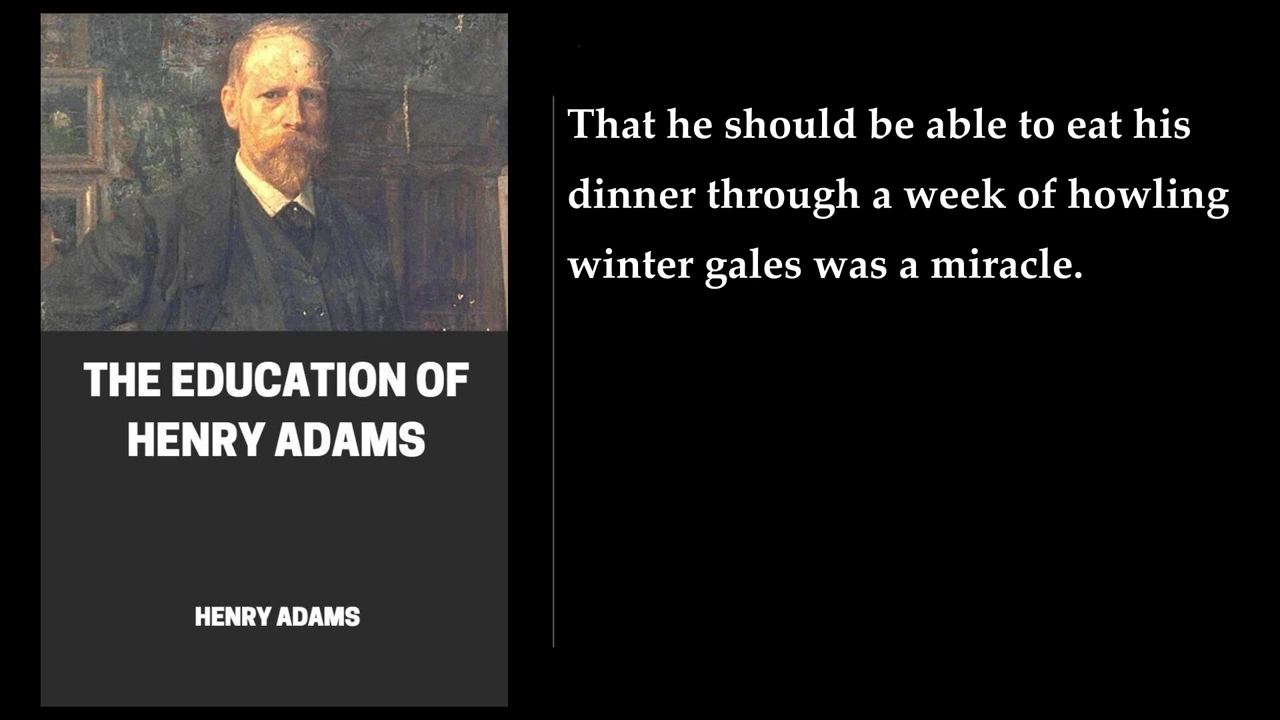 THE EDUCATION OF
HENRY ADAMS
HENRY ADAMS
That he should be able to eat his
dinner through a week of howling
winter gales was a miracle.